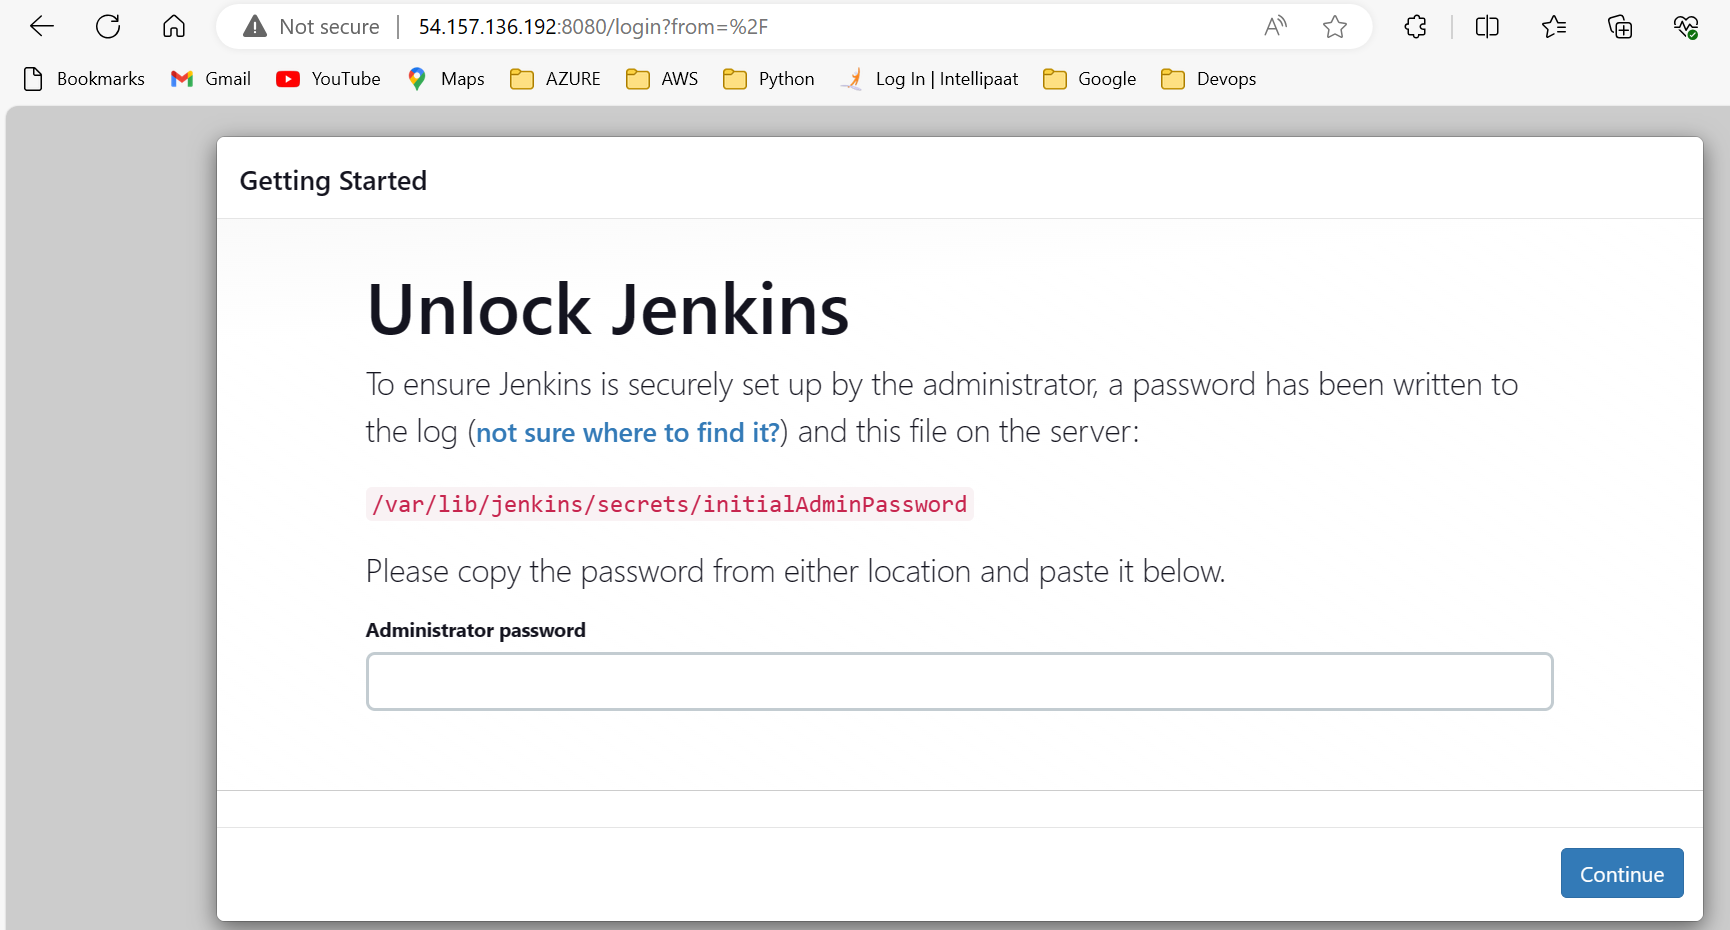 Not secure | 54.157.136.192:8080/login?from=%2F
Bookmarks Gmail YouTube Maps AZURE AWS Python Log In | Intellipaat Google Devops
Getting Started
Unlock Jenkins
To ensure Jenkins is securely set up by the administrator, a password has been written to
the log (not sure where to find it?) and this file on the server:
/var/lib/jenkins/secrets/initialAdminPassword
Please copy the password from either location and paste it below.
Administrator password
Continue